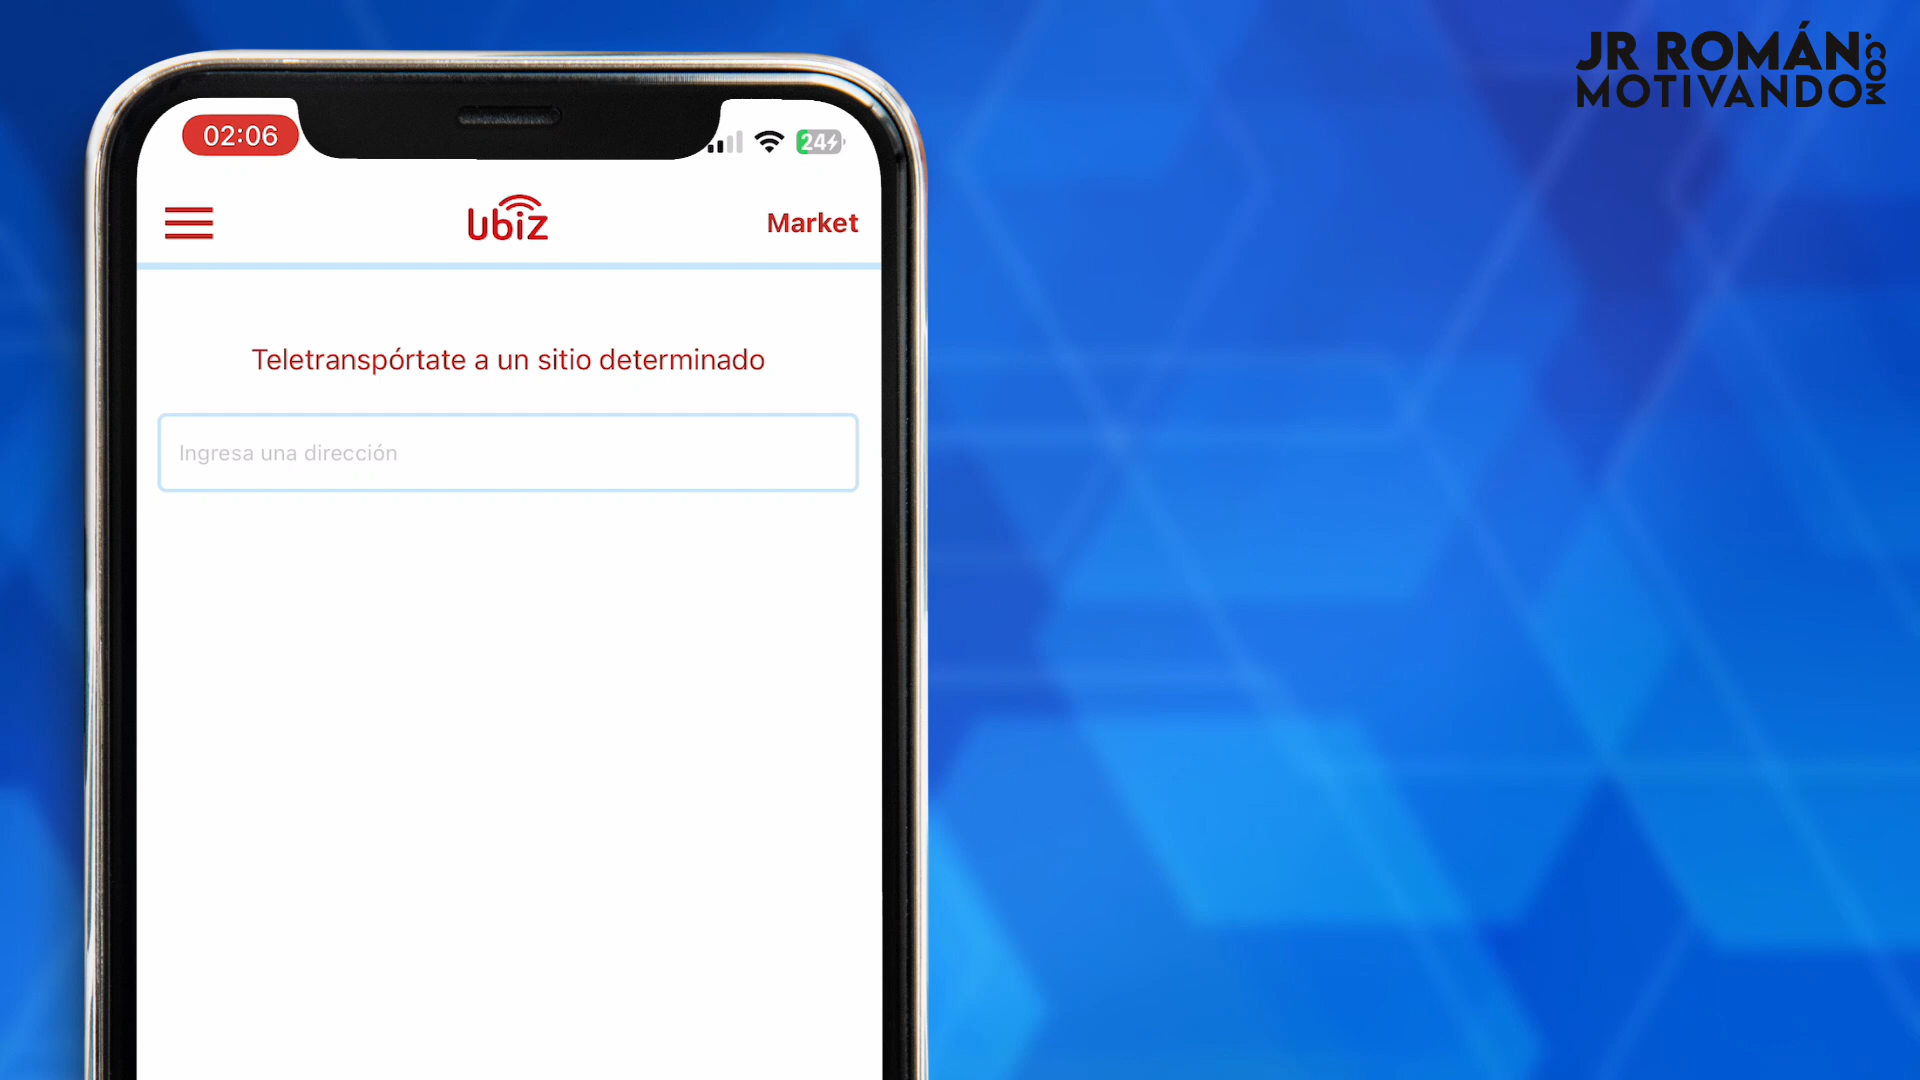 JR ROMÁN
MOTIVANDO.COM
02:06
24
Ubiz
Market
Teletranspórtate a un sitio determinado
Ingresa una dirección